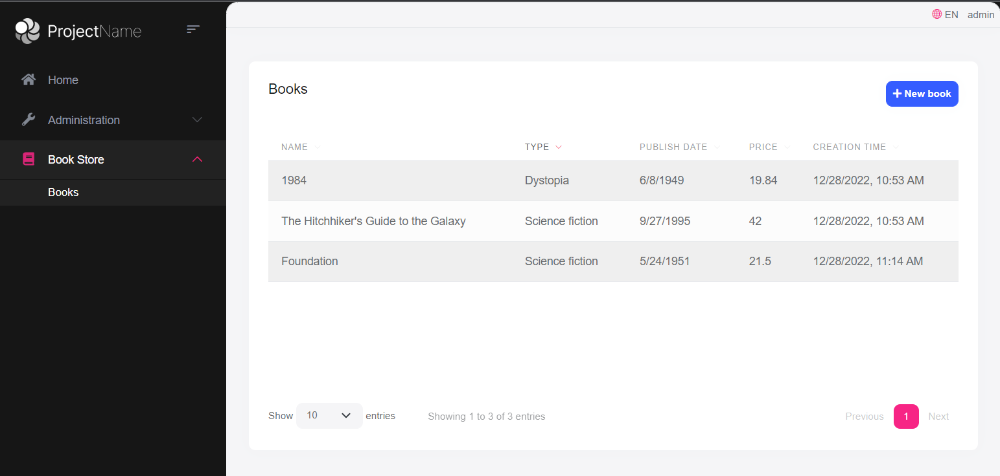 ProjectName
Home
Administration
Book Store
Books
EN admin
Books
New book
NAME TYPE PUBLISH DATE PRICE CREATION TIME
1984 Dystopia 6/8/1949 19.84 12/28/2022, 10:53 AM
The Hitchhiker's Guide to the Galaxy Science fiction 9/27/1995 42 12/28/2022, 10:53 AM
Foundation Science fiction 5/24/1951 21.5 12/28/2022, 11:14 AM
Show 10 entries Showing 1 to 3 of 3 entries Previous 1 Next